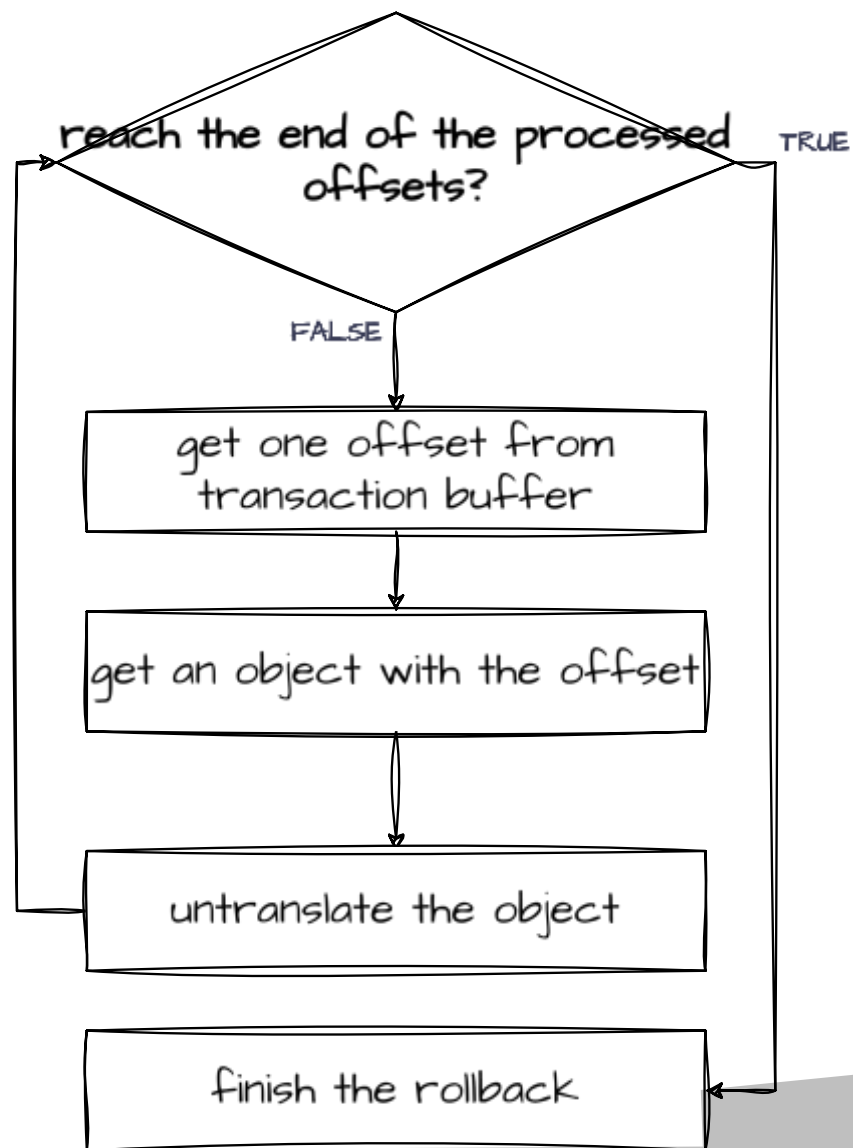 reach the end of the processed
offsets?
TRUE
FALSE
get one offset from
transaction buffer
get an object with the offset
untranslate the object
finish the rollback